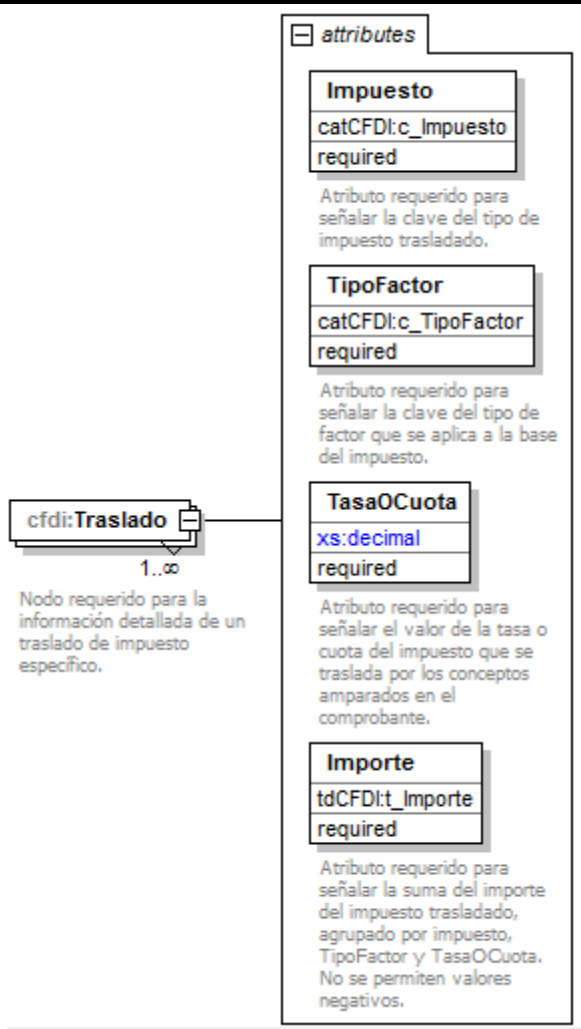 attributes
Impuesto
catCFDI:c_Impuesto
required
Atributo requerido para
señalar la clave del tipo de
impuesto trasladado.
TipoFactor
catCFDI:c_TipoFactor
required
Atributo requerido para
señalar la clave del tipo de
factor que se aplica a la base
del impuesto.
cfdi:Traslado
1..∞
Nodo requerido para la
información detallada de un
traslado de impuesto
específico.
TasaOCuota
xs:decimal
required
Atributo requerido para
señalar el valor de la tasa o
cuota del impuesto que se
traslada por los conceptos
amparados en el
comprobante.
Importe
tdCFDI:t_Importe
required
Atributo requerido para
señalar la suma del importe
del impuesto trasladado,
agrupado por impuesto,
TipoFactor y TasaOCuota.
No se permiten valores
negativos.